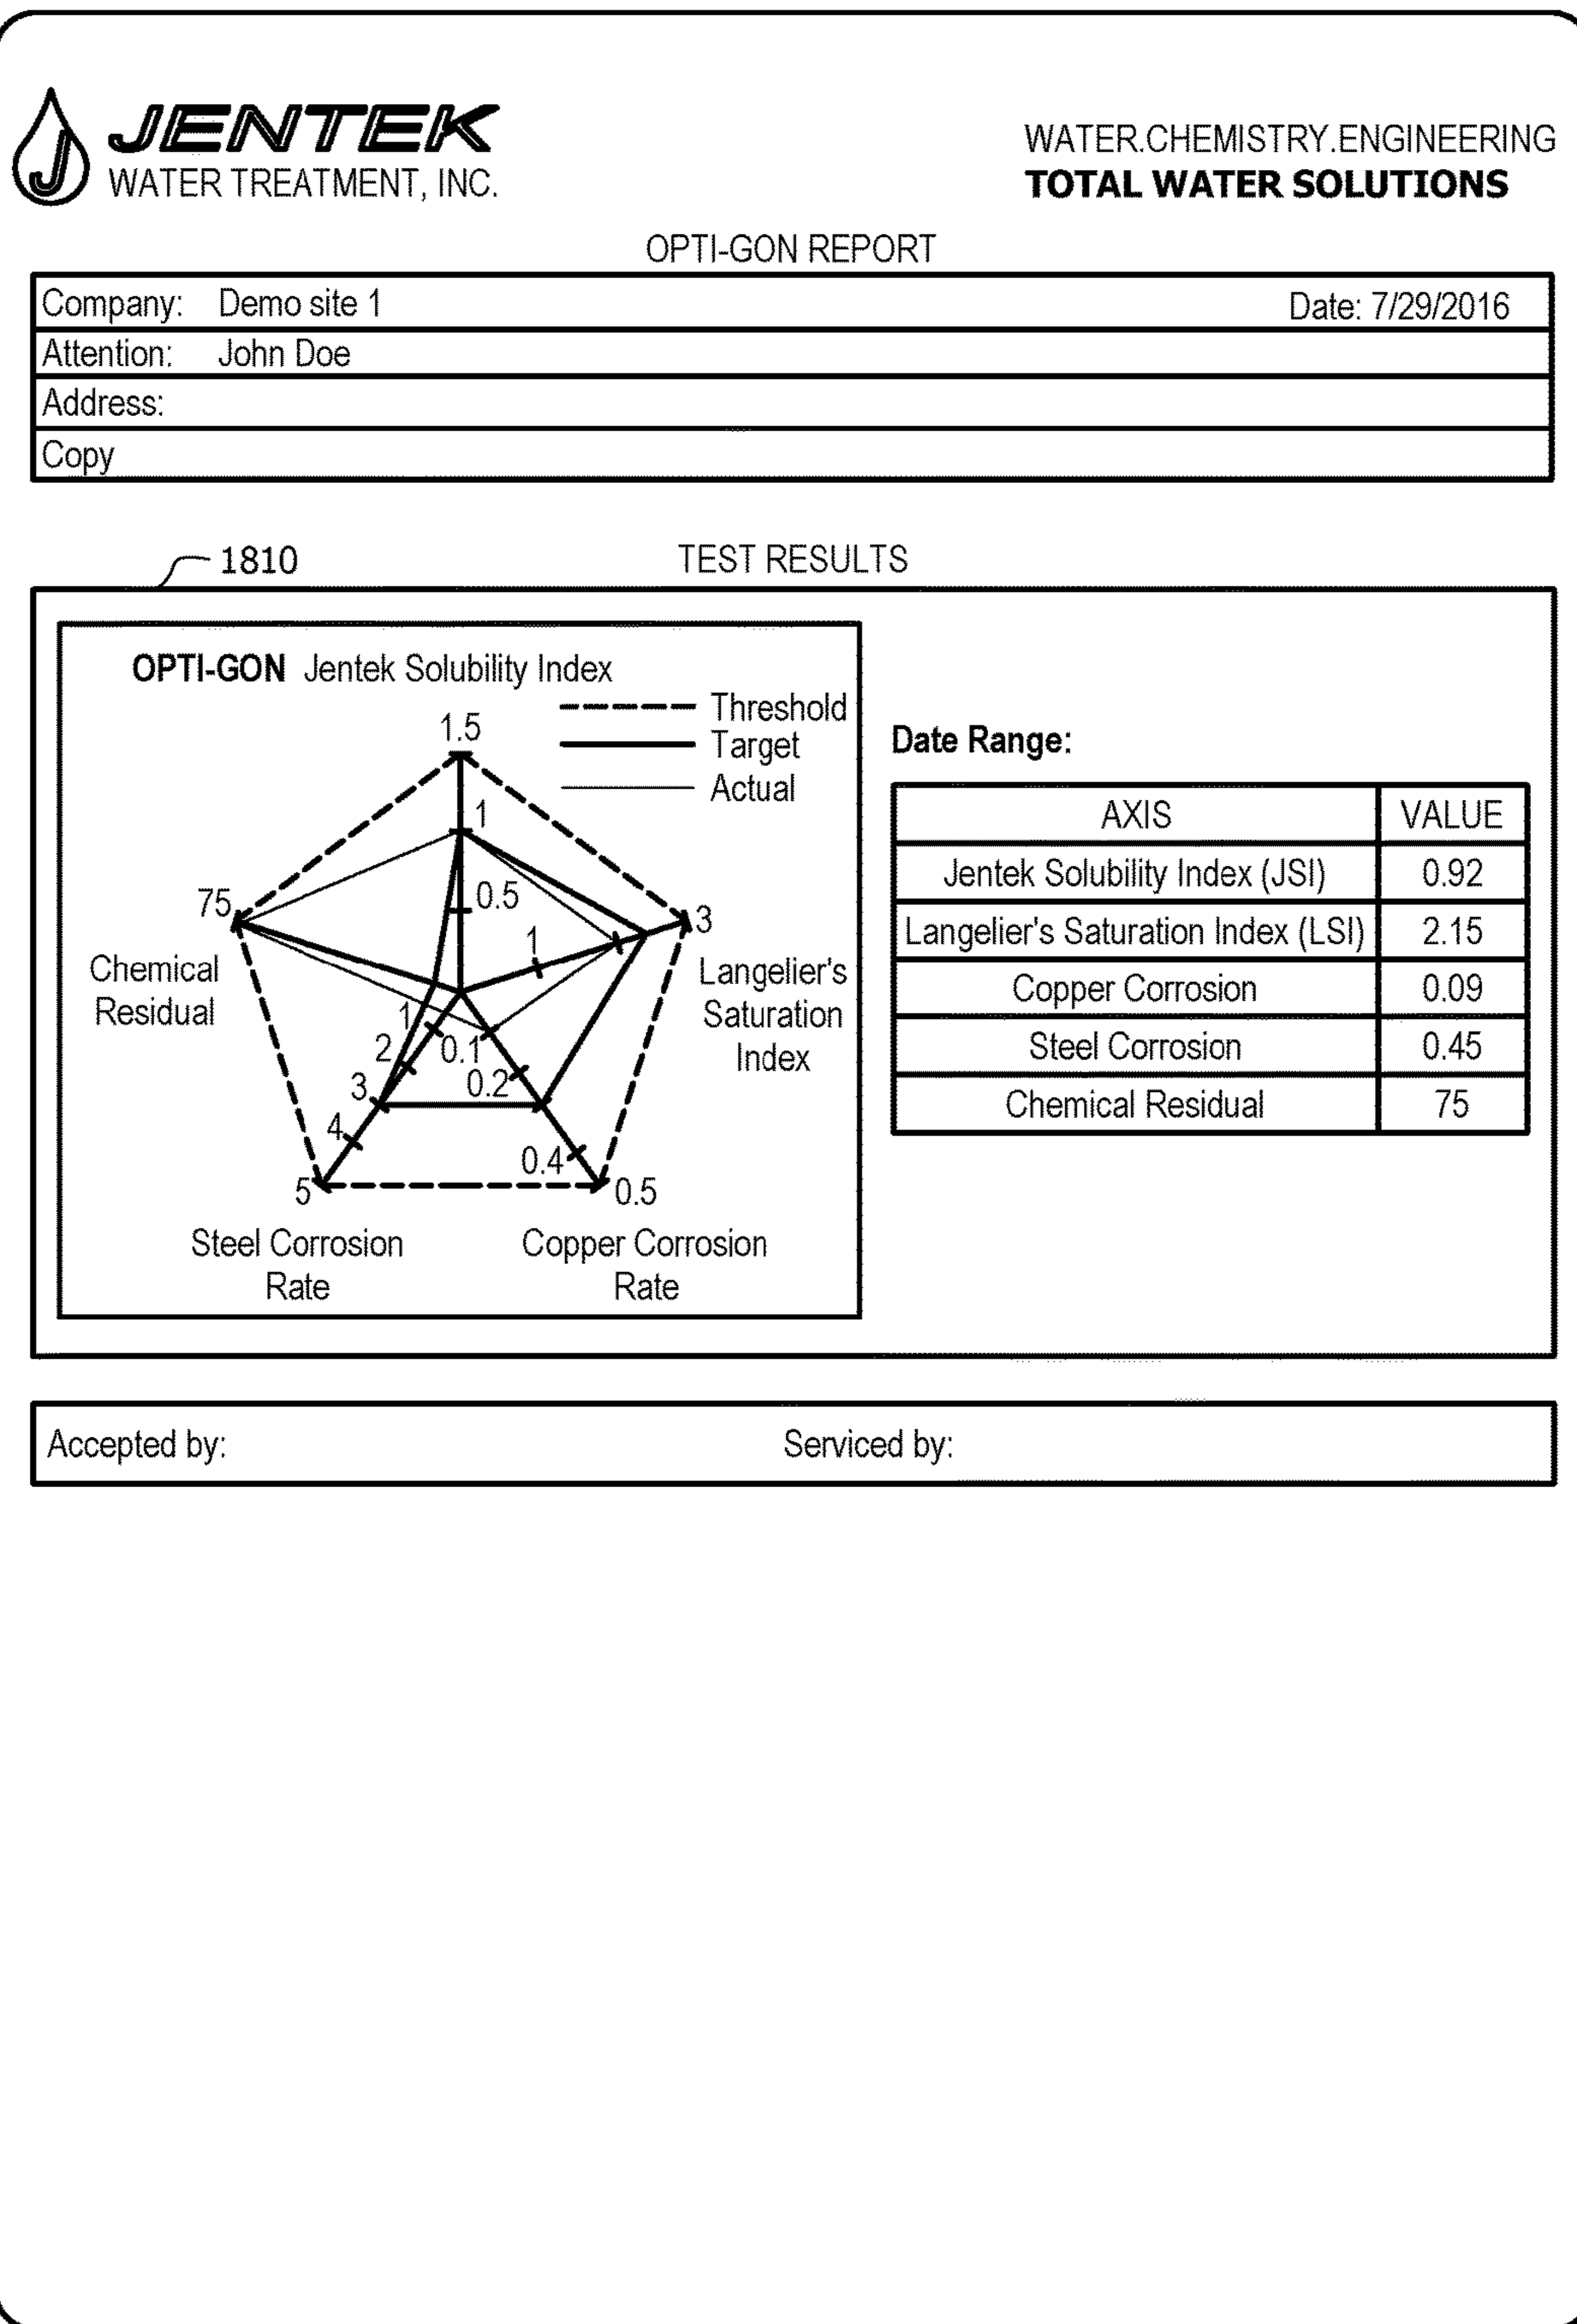 JENTEK
WATER TREATMENT, INC.
WATER.CHEMISTRY.ENGINEERING
TOTAL WATER SOLUTIONS
OPTI-GON REPORT
Company: Demo site 1 Date: 7/29/2016
Attention: John Doe
Address:
Copy
1810
TEST RESULTS
OPTI-GON Jentek Solubility Index
Threshold
Target
Actual
1.5
1
0.5
75
Chemical
Residual
1
3
Langelier's
Saturation
Index
1
2
3
4
5
0.1
0.2
0.4
0.5
Steel Corrosion
Rate
Copper Corrosion
Rate
Date Range:
AXIS VALUE
Jentek Solubility Index (JSI) 0.92
Langelier's Saturation Index (LSI) 2.15
Copper Corrosion 0.09
Steel Corrosion 0.45
Chemical Residual 75
Accepted by: Serviced by: